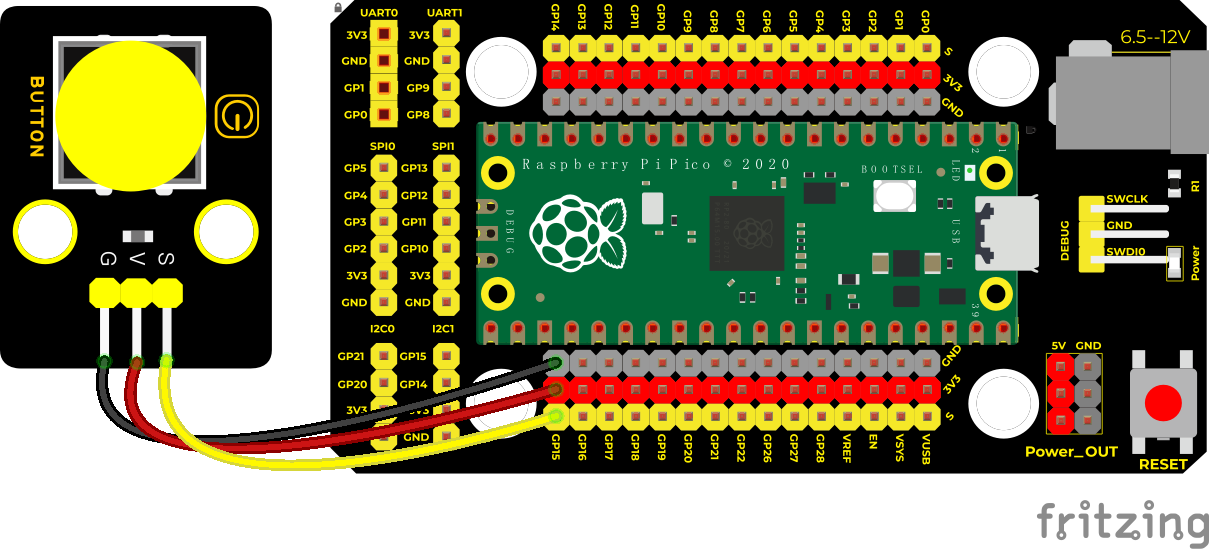 BUTTON
G
V
S
UART0
3V3
GND
GP1
GP0
UART1
3V3
GND
GP9
GP8
SPI0
GP5
GP4
GP3
GP2
3V3
GND
SPI1
GP13
GP12
GP11
GP10
3V3
GND
I2C0
GP21
GP20
3V3
I2C1
GP15
GP14
3V3
GND
GP14
GP13
GP12
GP11
GP10
GP9
GP8
GP7
GP6
GP5
GP4
GP3
GP2
GP1
GP0
S
3V3
GND
Raspberry Pi Pico © 2020
BOOTSEL
LED
USB
DEBUG
2
1
39
GND
3V3
S
GP15
GP16
GP17
GP18
GP19
GP20
GP21
GP22
GP26
GP27
GP28
VREF
EN
VSYS
VUSB
6.5--12V
R1
DEBUG
SWCLK
GND
SWDI0
Power
5V GND
Power_OUT
RESET
fritzing